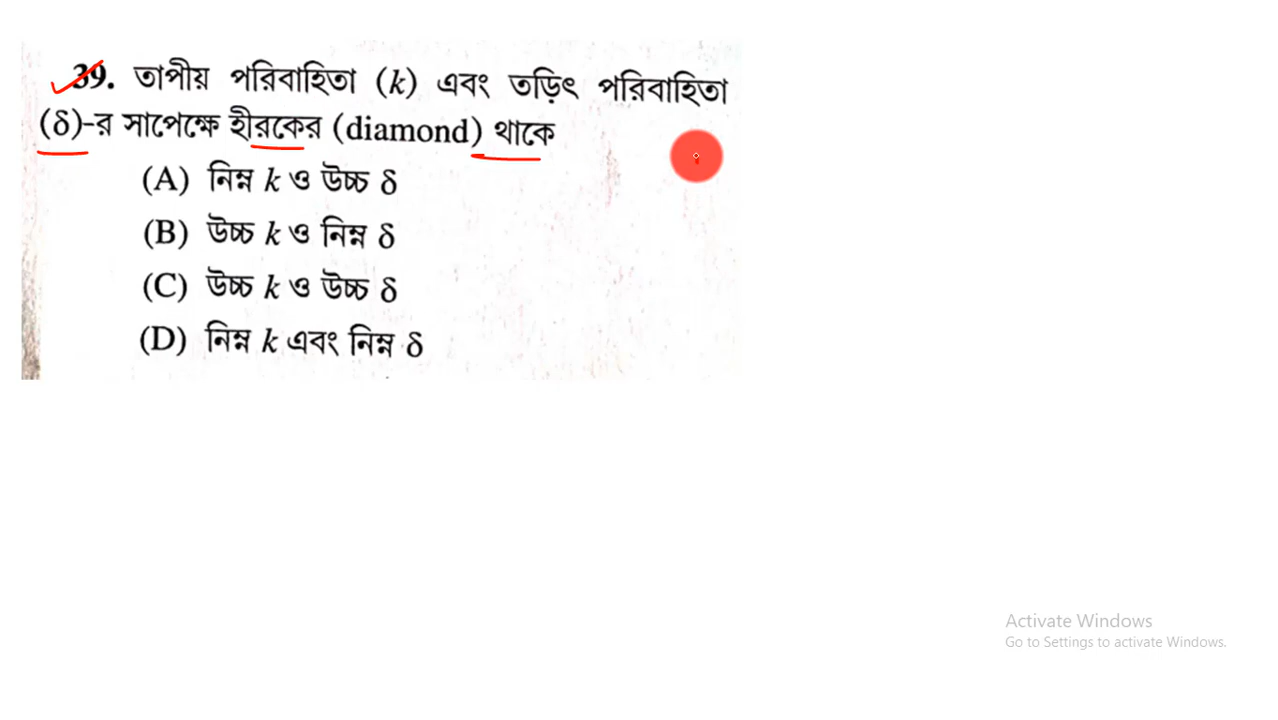 39. তাপীয় পরিবাহিতা (k) এবং তড়িৎ পরিবাহিতা
(δ)-র সাপেক্ষে হীরকের (diamond) থাকে
(A) নিম্ন k ও উচ্চ δ
(B) উচ্চ k ও নিম্ন δ
(C) উচ্চ k ও উচ্চ δ
(D) নিম্ন k এবং নিম্ন δ
Activate Windows
Go to Settings to activate Windows.